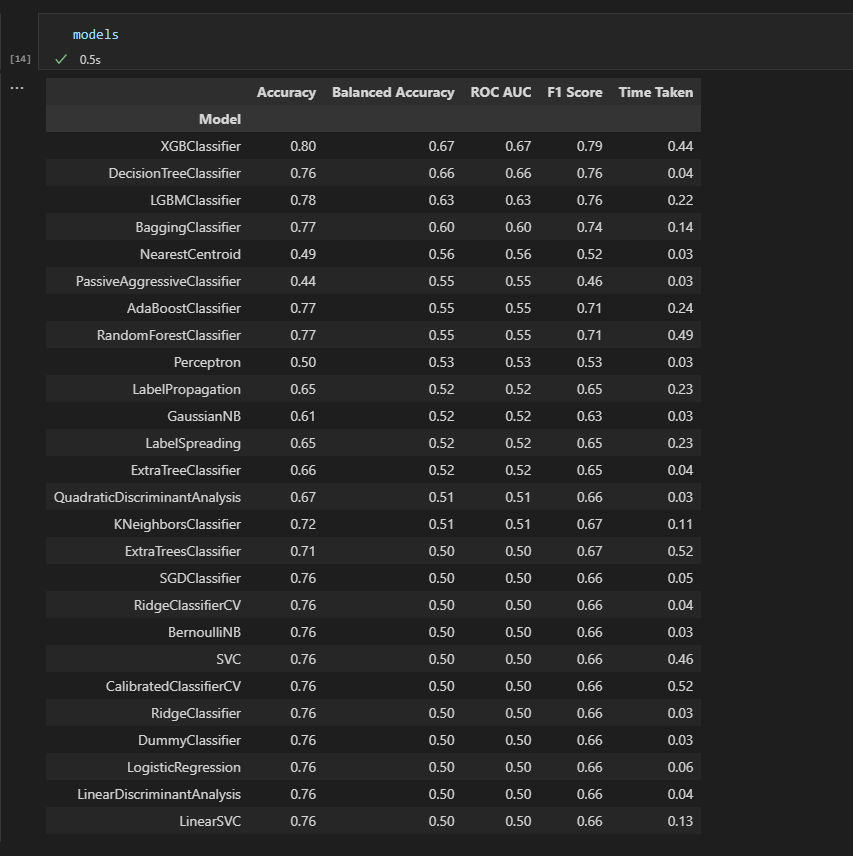 models
[14]
0.5s
...
Accuracy Balanced Accuracy ROC AUC F1 Score Time Taken
Model
XGBClassifier 0.80 0.67 0.67 0.79 0.44
DecisionTreeClassifier 0.76 0.66 0.66 0.76 0.04
LGBMClassifier 0.78 0.63 0.63 0.76 0.22
BaggingClassifier 0.77 0.60 0.60 0.74 0.14
NearestCentroid 0.49 0.56 0.56 0.52 0.03
PassiveAggressiveClassifier 0.44 0.55 0.55 0.46 0.03
AdaBoostClassifier 0.77 0.55 0.55 0.71 0.24
RandomForestClassifier 0.77 0.55 0.55 0.71 0.49
Perceptron 0.50 0.53 0.53 0.53 0.03
LabelPropagation 0.65 0.52 0.52 0.65 0.23
GaussianNB 0.61 0.52 0.52 0.63 0.03
LabelSpreading 0.65 0.52 0.52 0.65 0.23
ExtraTreeClassifier 0.66 0.52 0.52 0.65 0.04
QuadraticDiscriminantAnalysis 0.67 0.51 0.51 0.66 0.03
KNeighborsClassifier 0.72 0.51 0.51 0.67 0.11
ExtraTreesClassifier 0.71 0.50 0.50 0.67 0.52
SGDClassifier 0.76 0.50 0.50 0.66 0.05
RidgeClassifierCV 0.76 0.50 0.50 0.66 0.04
BernoulliNB 0.76 0.50 0.50 0.66 0.03
SVC 0.76 0.50 0.50 0.66 0.46
CalibratedClassifierCV 0.76 0.50 0.50 0.66 0.52
RidgeClassifier 0.76 0.50 0.50 0.66 0.03
DummyClassifier 0.76 0.50 0.50 0.66 0.03
LogisticRegression 0.76 0.50 0.50 0.66 0.06
LinearDiscriminantAnalysis 0.76 0.50 0.50 0.66 0.04
LinearSVC 0.76 0.50 0.50 0.66 0.13